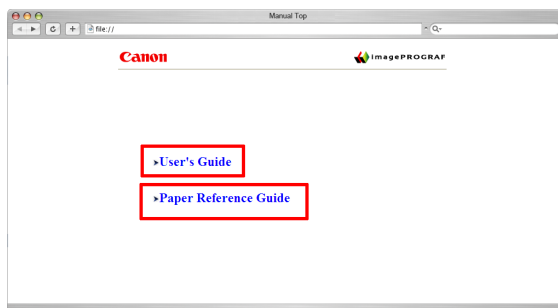 Manual Top
file://
Q
Canon
imagePROGRAF
➤User's Guide
➤Paper Reference Guide